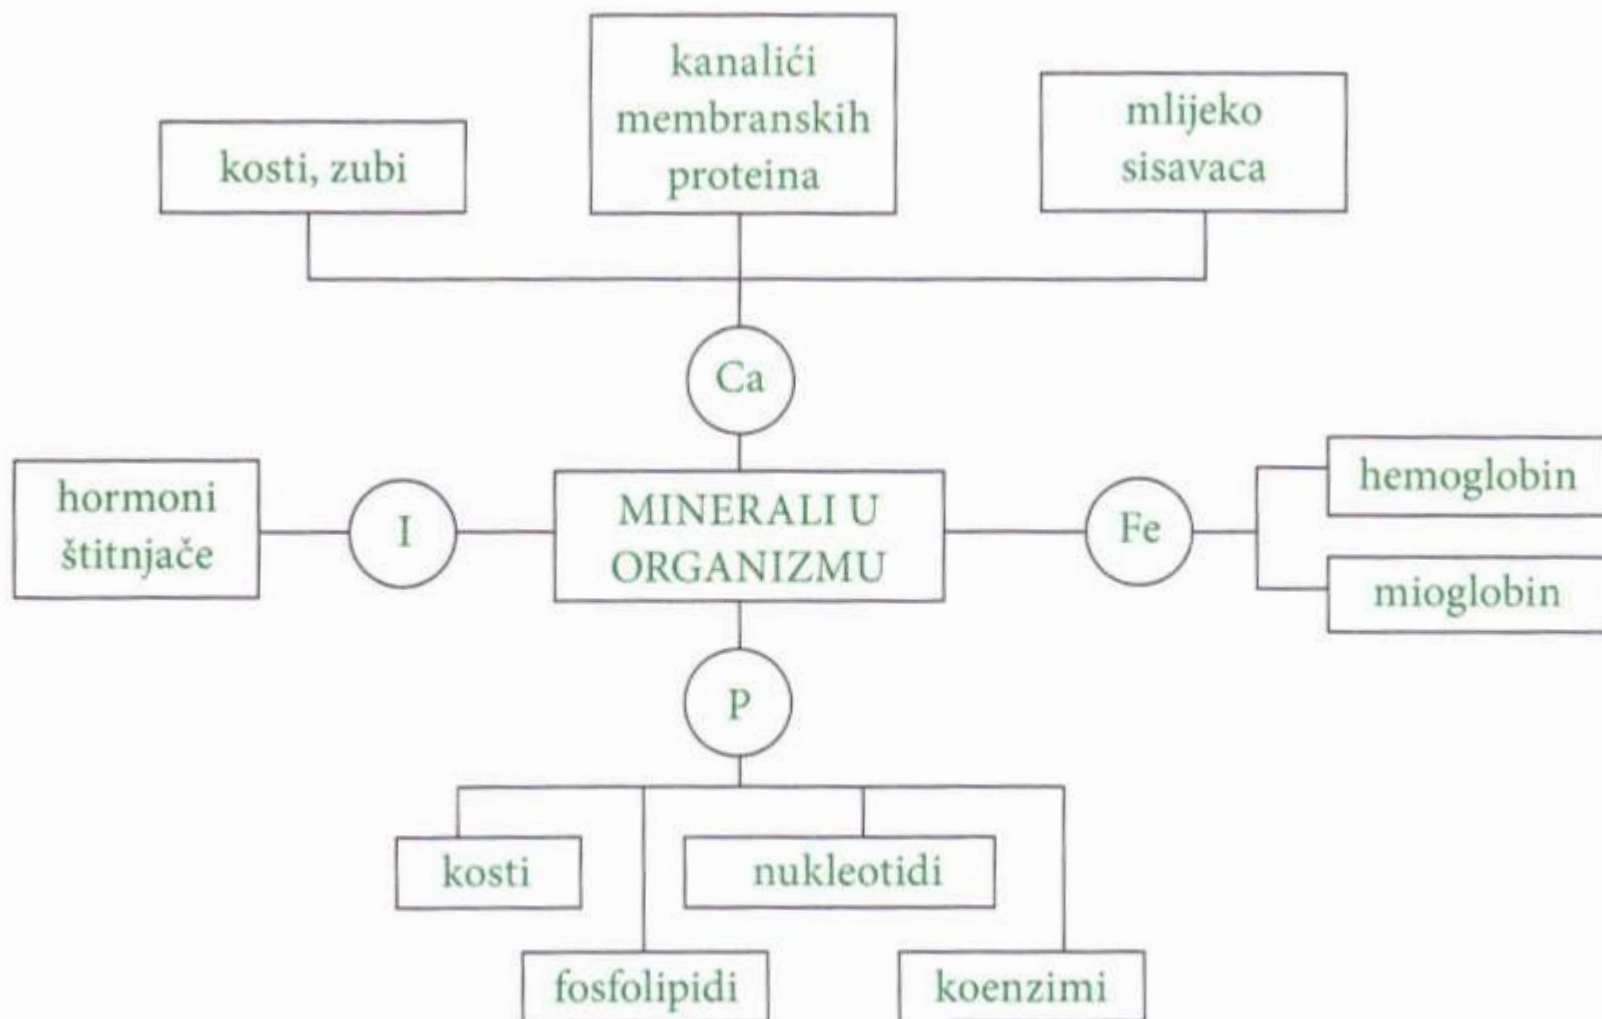 kanalići
membranskih
proteina
mlijeko
sisavaca
kosti, zubi
Ca
hormoni
štitnjače
I
MINERALI U
ORGANIZMU
Fe
hemoglobin
mioglobin
P
kosti
nukleotidi
fosfolipidi
koenzimi